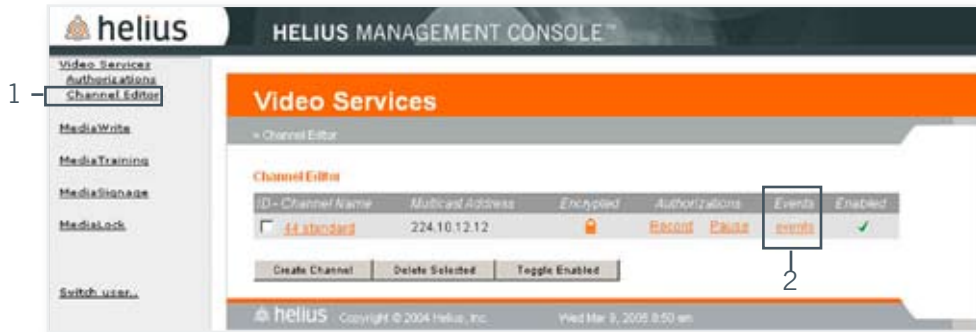 helius
HELIUS MANAGEMENT CONSOLE™
Video Services
Authorizations
1
Channel Editor
Video Services
» Channel Editor
MediaWrite
MediaTraining
Channel Editor
MediaSignage
ID - Channel Name Multicast Address Encrypted Authorizations Events Enabled
MediaLock
44 standard 224.10.12.12 Record Pause events
Create Channel Delete Selected Toggle Enabled
2
Switch user..
helius Copyright © 2004 Helius, Inc. Wed Mar 9, 2005 8:50 am